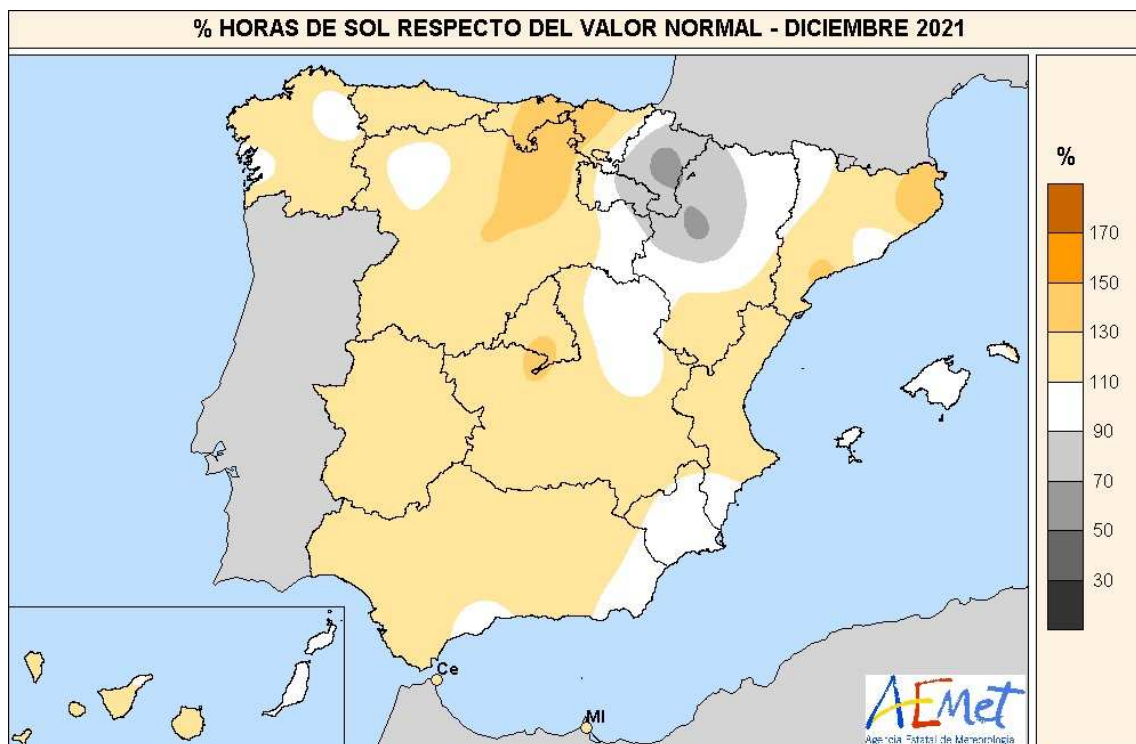 % HORAS DE SOL RESPECTO DEL VALOR NORMAL - DICIEMBRE 2021
%
170
150
130
110
90
70
50
30
Ce
Ml
AEMet
Agencia Estatal de Meteorología